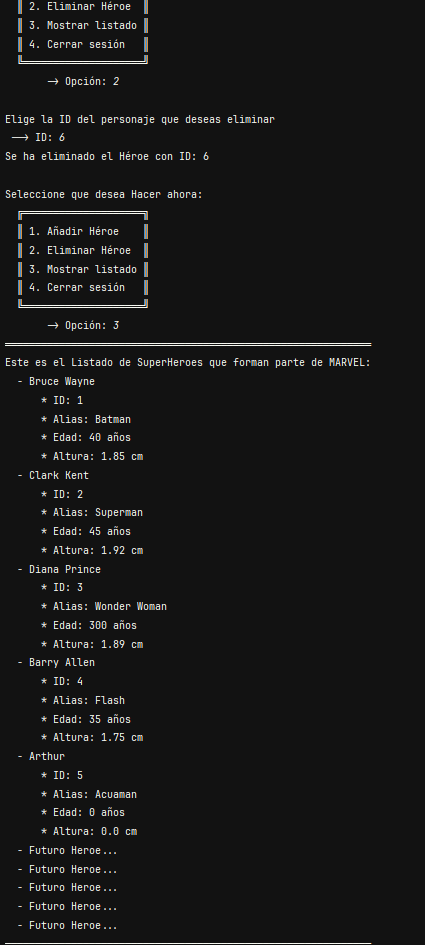 2. Eliminar Héroe
3. Mostrar listado
4. Cerrar sesión
-> Opción: 2
Elige la ID del personaje que deseas eliminar
--> ID: 6
Se ha eliminado el Héroe con ID: 6
Seleccione que desea Hacer ahora:
1. Añadir Héroe
2. Eliminar Héroe
3. Mostrar listado
4. Cerrar sesión
-> Opción: 3
Este es el Listado de SuperHeroes que forman parte de MARVEL:
- Bruce Wayne
* ID: 1
* Alias: Batman
* Edad: 40 años
* Altura: 1.85 cm
- Clark Kent
* ID: 2
* Alias: Superman
* Edad: 45 años
* Altura: 1.92 cm
- Diana Prince
* ID: 3
* Alias: Wonder Woman
* Edad: 300 años
* Altura: 1.89 cm
- Barry Allen
* ID: 4
* Alias: Flash
* Edad: 35 años
* Altura: 1.75 cm
- Arthur
* ID: 5
* Alias: Acuaman
* Edad: 0 años
* Altura: 0.0 cm
- Futuro Heroe...
- Futuro Heroe...
- Futuro Heroe...
- Futuro Heroe...
- Futuro Heroe...